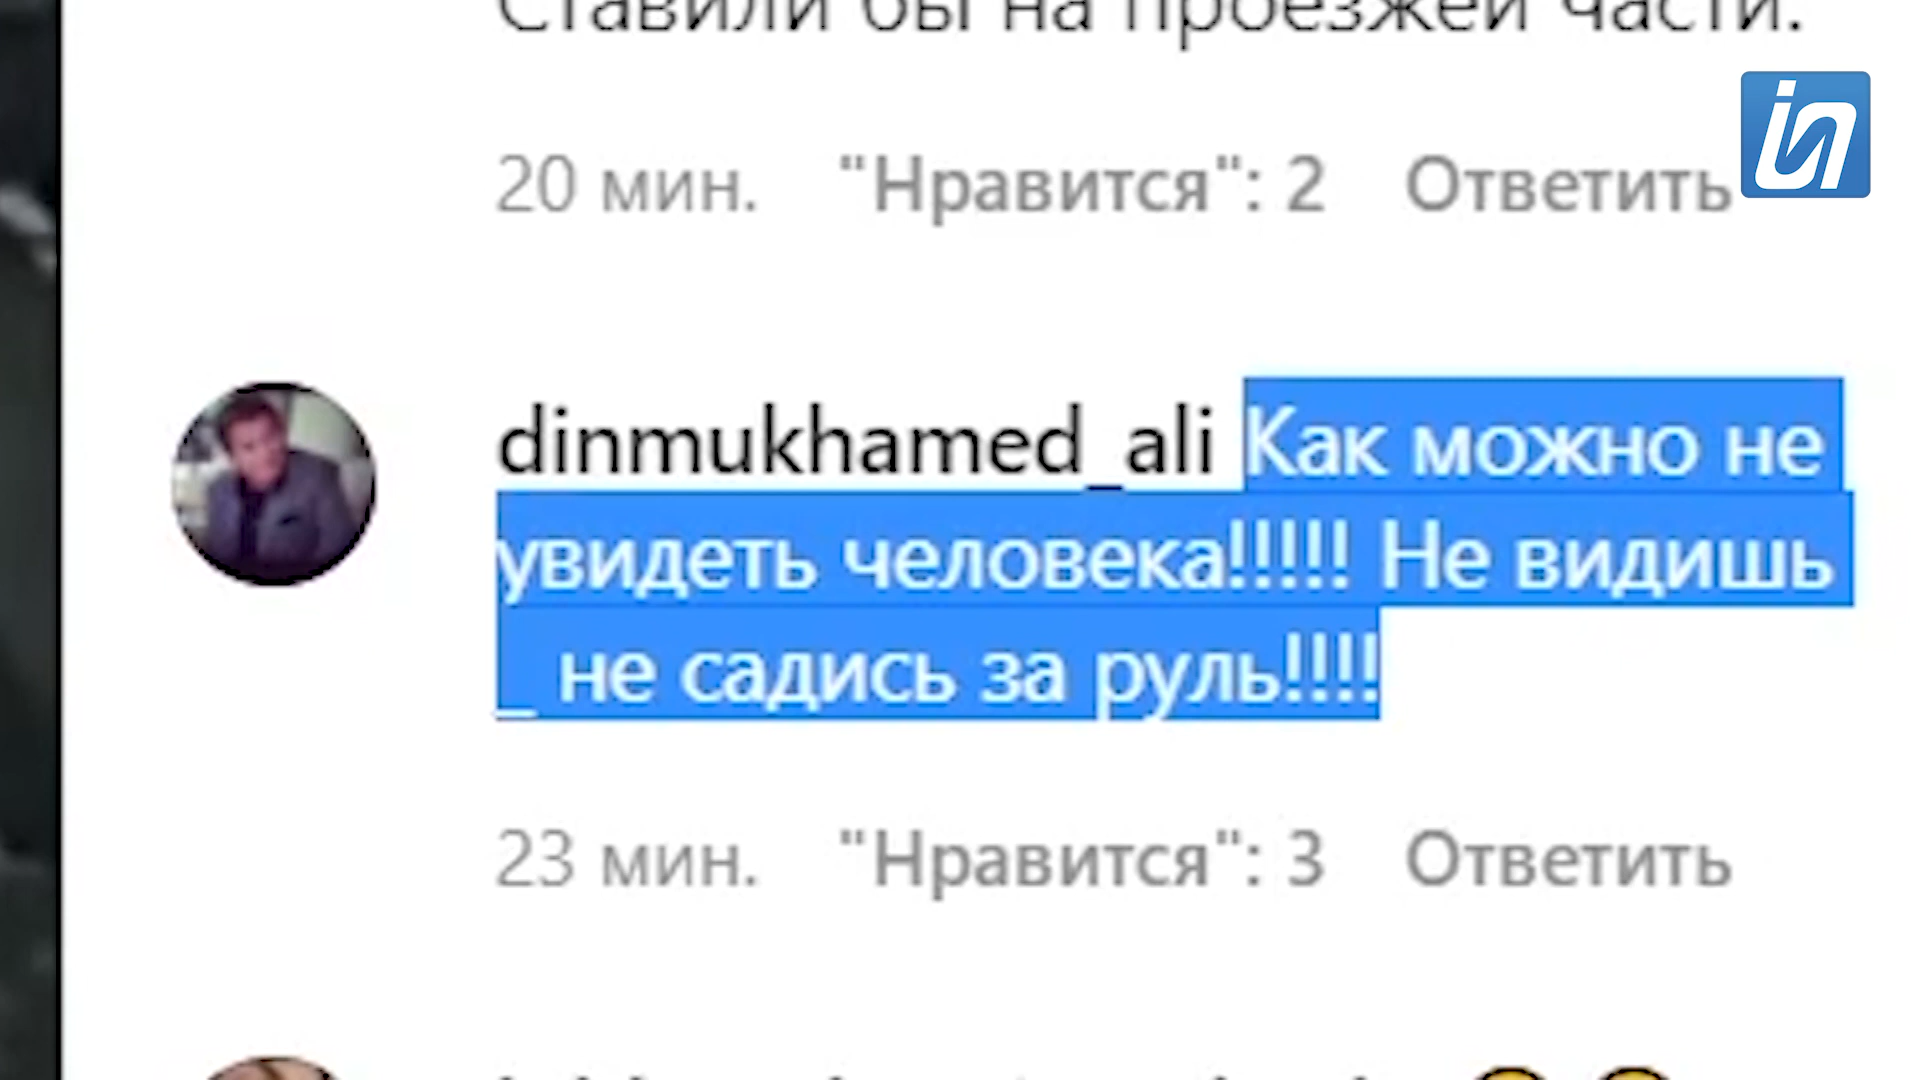 Ставили бы на проезжей части.
20 мин. "Нравится": 2 Ответить
in
dinmukhamed_ali Как можно не
увидеть человека!!!!! Не видишь
_ не садись за руль!!!!
23 мин. "Нравится": 3 Ответить